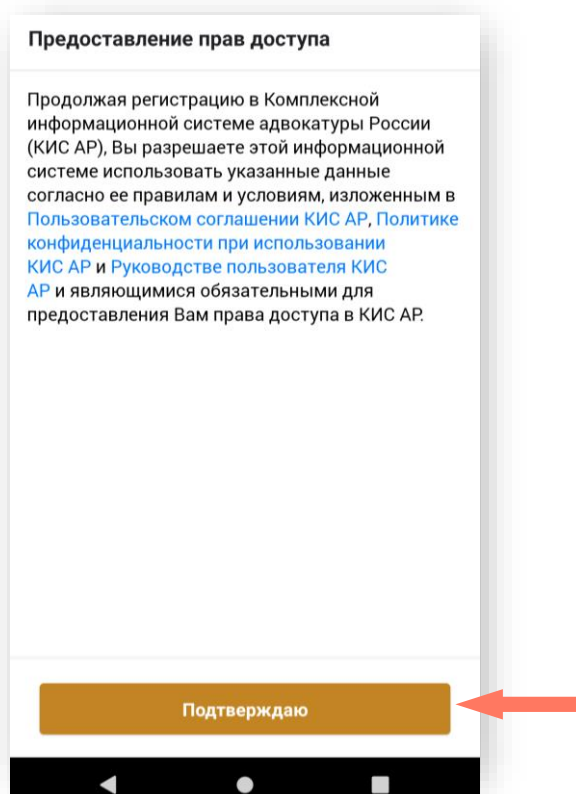 Предоставление прав доступа
Продолжая регистрацию в Комплексной
информационной системе адвокатуры России
(КИС АР), Вы разрешаете этой информационной
системе использовать указанные данные
согласно ее правилам и условиям, изложенным в
Пользовательском соглашении КИС АР, Политике
конфиденциальности при использовании
КИС АР и Руководстве пользователя КИС
АР и являющимися обязательными для
предоставления Вам права доступа в КИС АР.
Подтверждаю